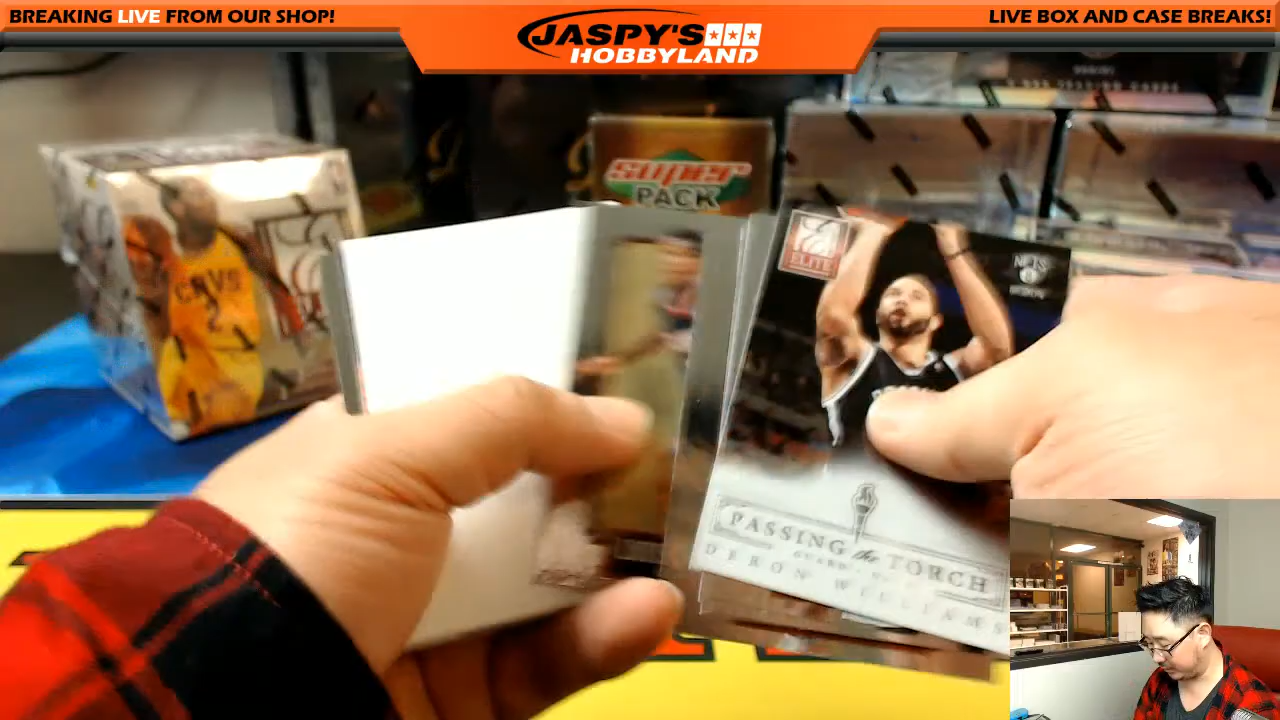 BREAKING LIVE FROM OUR SHOP!
JASPY'S
HOBBYLAND
LIVE BOX AND CASE BREAKS!
SUPER
PACK
ELITE
NETS
CAVS
2
PASSING the TORCH
DERON WILLIAMS